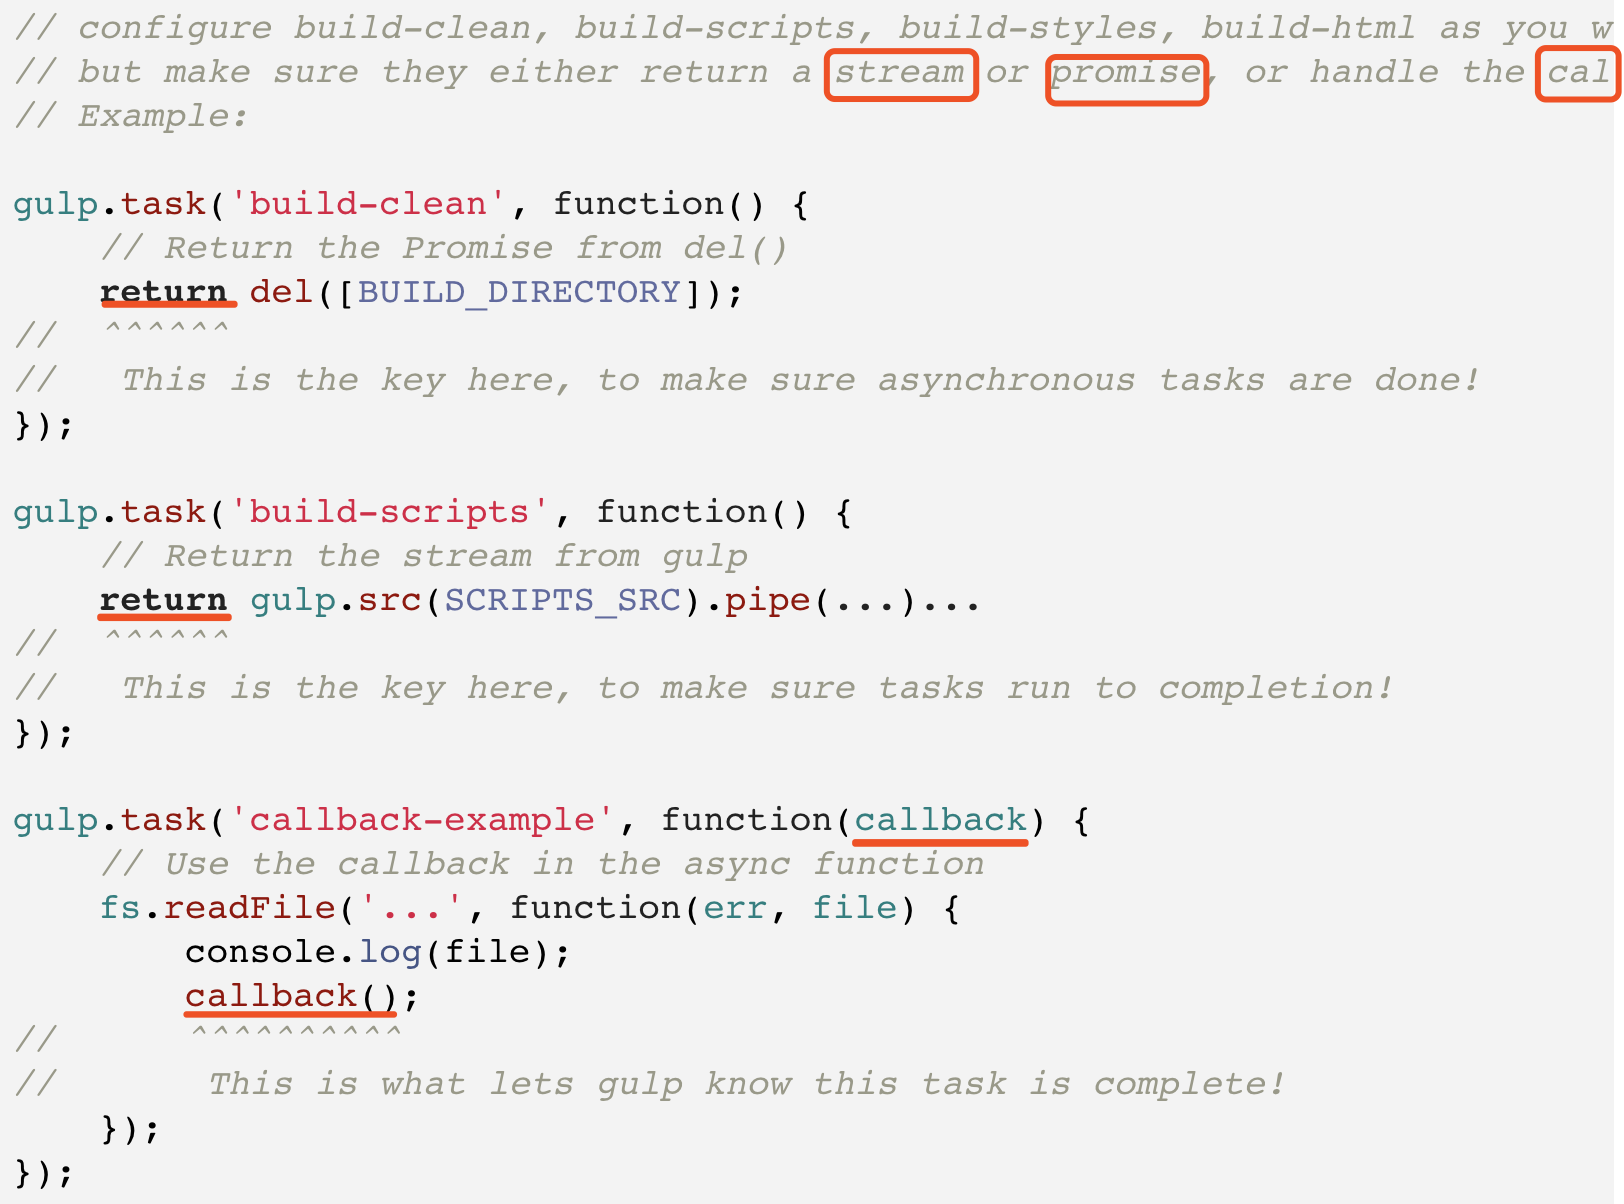 // configure build-clean, build-scripts, build-styles, build-html as you w
// but make sure they either return a stream or promise, or handle the cal
// Example:
gulp.task('build-clean', function() {
// Return the Promise from del()
return del([BUILD_DIRECTORY]);
// ^^^^^^
// This is the key here, to make sure asynchronous tasks are done!
});
gulp.task('build-scripts', function() {
// Return the stream from gulp
return gulp.src(SCRIPTS_SRC).pipe(...)...
// ^^^^^^
// This is the key here, to make sure tasks run to completion!
});
gulp.task('callback-example', function(callback) {
// Use the callback in the async function
fs.readFile('...', function(err, file) {
console.log(file);
callback();
// ^^^^^^^^^^
// This is what lets gulp know this task is complete!
});
});